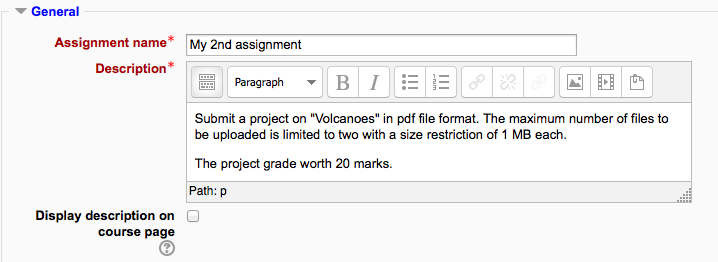 General
Assignment name*
My 2nd assignment
Description*
Paragraph
B I
Submit a project on "Volcanoes" in pdf file format. The maximum number of files to
be uploaded is limited to two with a size restriction of 1 MB each.
The project grade worth 20 marks.
Path: p
Display description on
course page
?